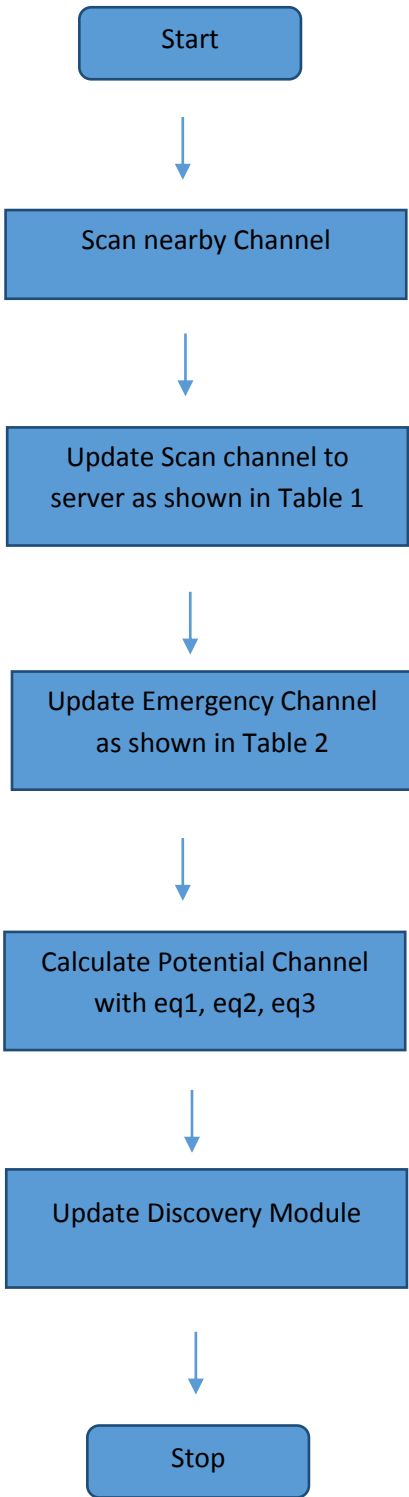 Start
Scan nearby Channel
Update Scan channel to
server as shown in Table 1
Update Emergency Channel
as shown in Table 2
Calculate Potential Channel
with eq1, eq2, eq3
Update Discovery Module
Stop